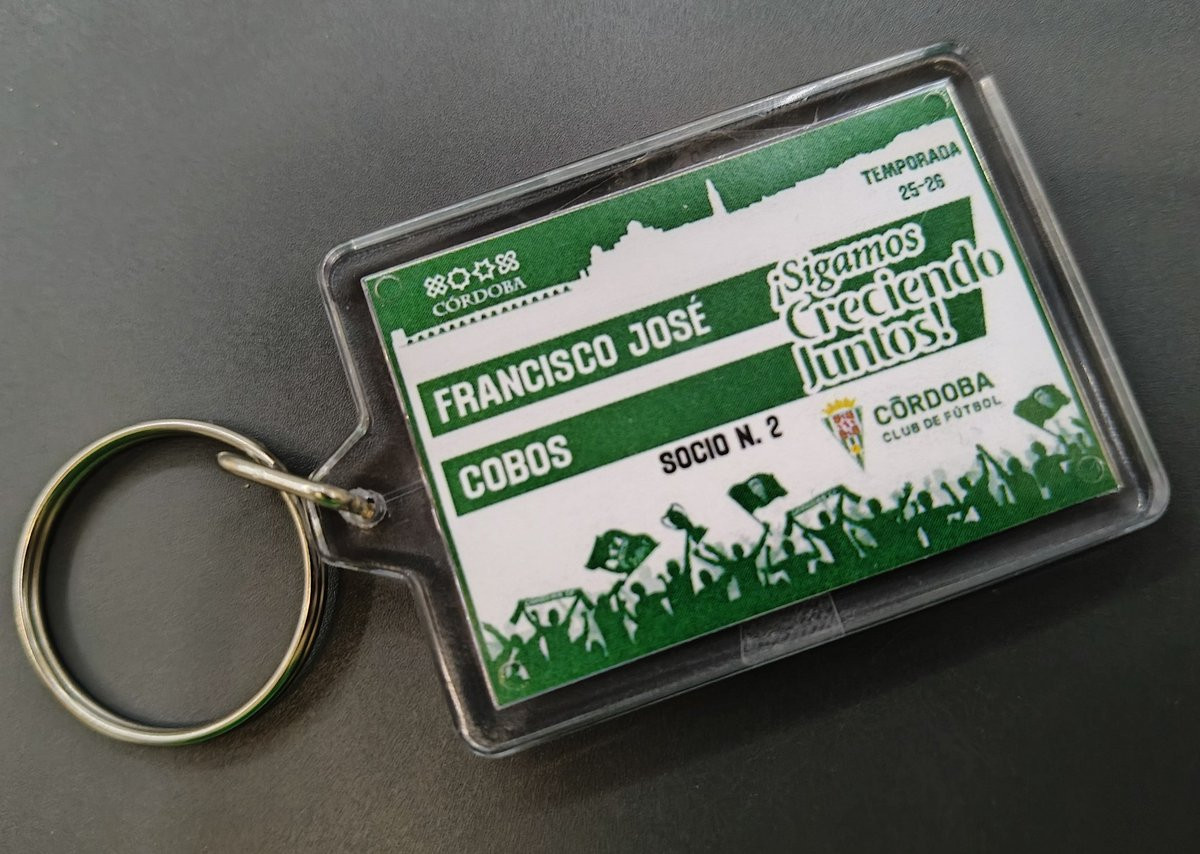 CÓRDOBA
TEMPORADA
25-26
FRANCISCO JOSÉ
COBOS
¡Sigamos
Creciendo
Juntos!
SOCIO N. 2
CÓRDOBA
CLUB DE FÚTBOL